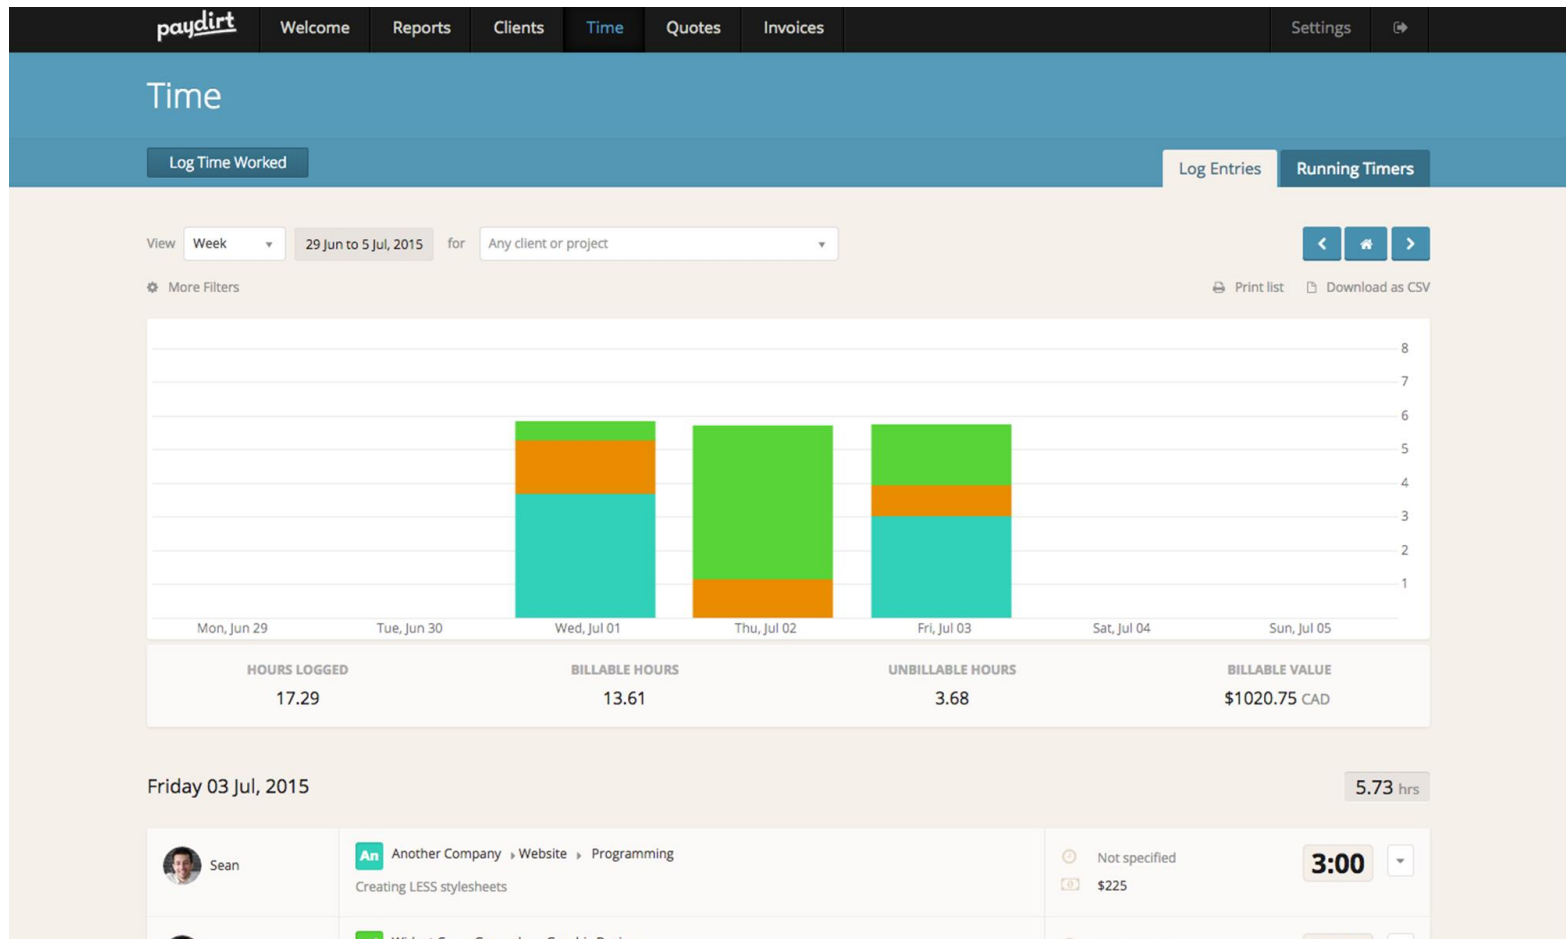 paydirt Welcome Reports Clients Time Quotes Invoices Settings
Time
Log Time Worked
Log Entries Running Timers
View Week 29 Jun to 5 Jul, 2015 for Any client or project
More Filters Print list Download as CSV
8
7
6
5
4
3
2
1
Mon, Jun 29 Tue, Jun 30 Wed, Jul 01 Thu, Jul 02 Fri, Jul 03 Sat, Jul 04 Sun, Jul 05
HOURS LOGGED BILLABLE HOURS UNBILLABLE HOURS BILLABLE VALUE
17.29 13.61 3.68 $1020.75 CAD
Friday 03 Jul, 2015 5.73 hrs
Sean An Another Company Website Programming Not specified 3:00
Creating LESS stylesheets $225